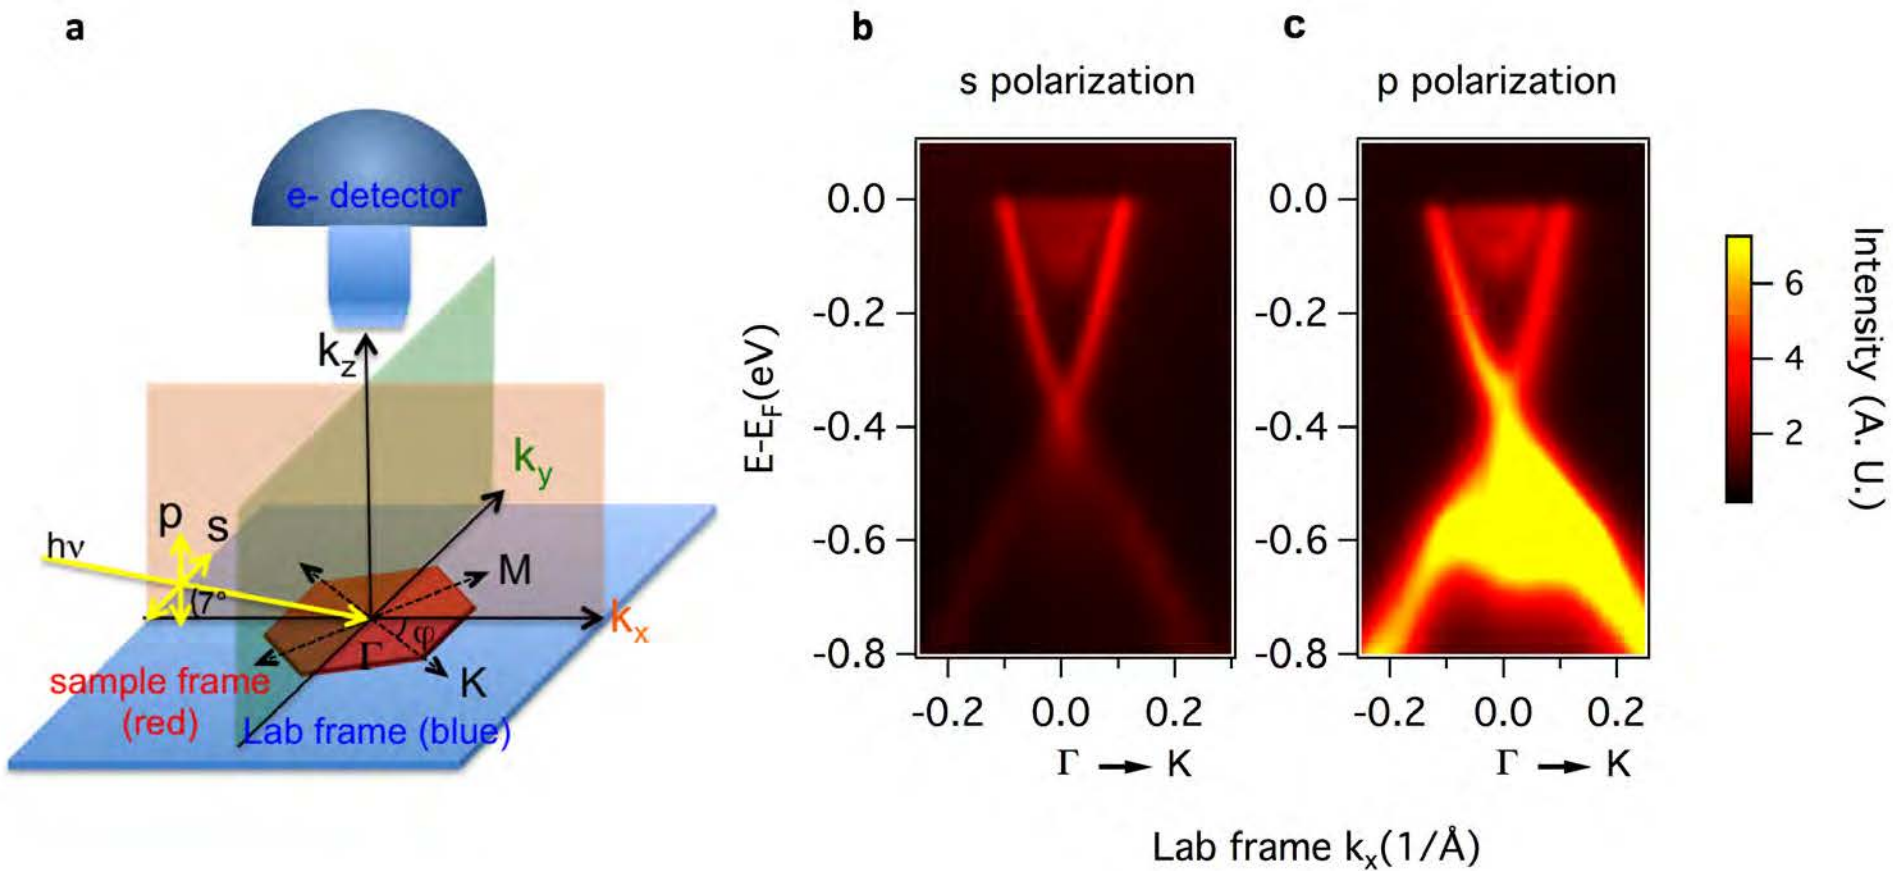 a
e- detector
kz
ky
p
s
hν
7°
M
kx
φ
Γ
K
sample frame
(red)
Lab frame (blue)
b
s polarization
E-EF(eV)
0.0
-0.2
-0.4
-0.6
-0.8
-0.2 0.0 0.2
Γ → K
c
p polarization
0.0
-0.2
-0.4
-0.6
-0.8
-0.2 0.0 0.2
Γ → K
Lab frame kx(1/Å)
6
4
2
Intensity (A. U.)